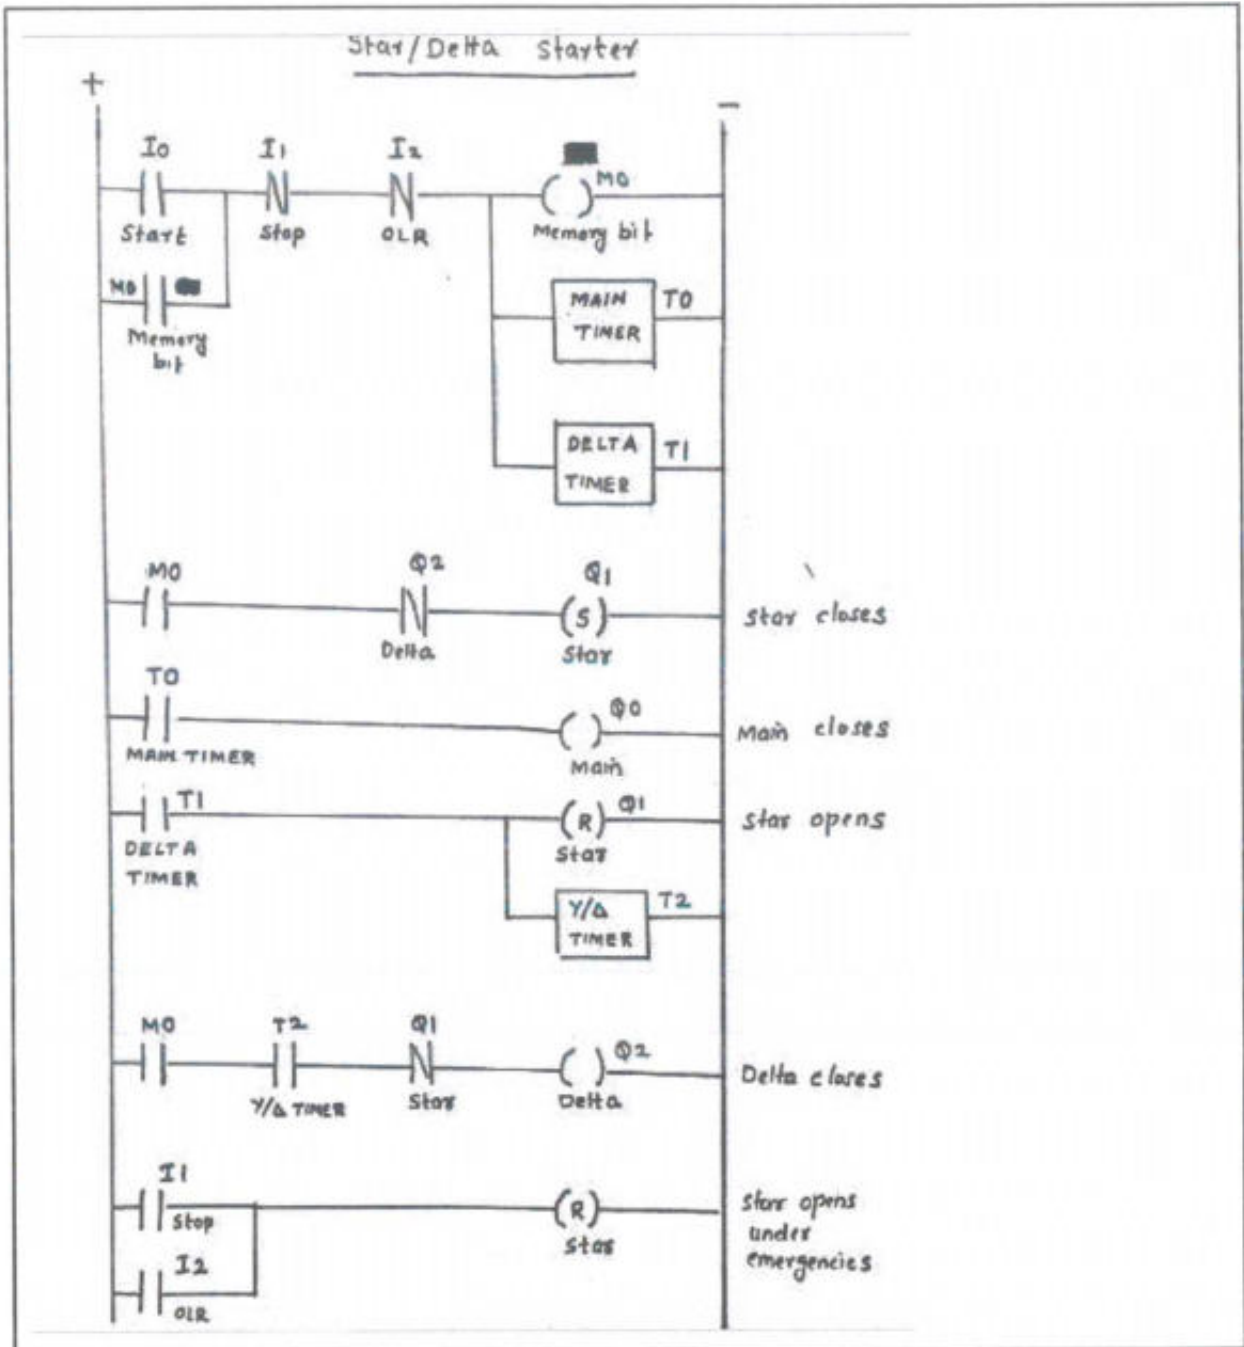 Star/Delta Starter
+
-
I0 I1 I2
M0
Start Stop OLR Memory bit
M0
Memory
bit
MAIN
TIMER
T0
DELTA
TIMER
T1
M0 Q2 Q1
(S)
Delta Star
Star closes
T0
Q0
MAIN TIMER Main
Main closes
T1
(R) Q1
DELTA
TIMER
Star
Star opens
Y/Δ
TIMER
T2
M0 T2 Q1
Q2
Y/Δ TIMER Star Delta
Delta closes
I1
Stop
(R)
Star
Star opens
under
emergencies
I2
OLR